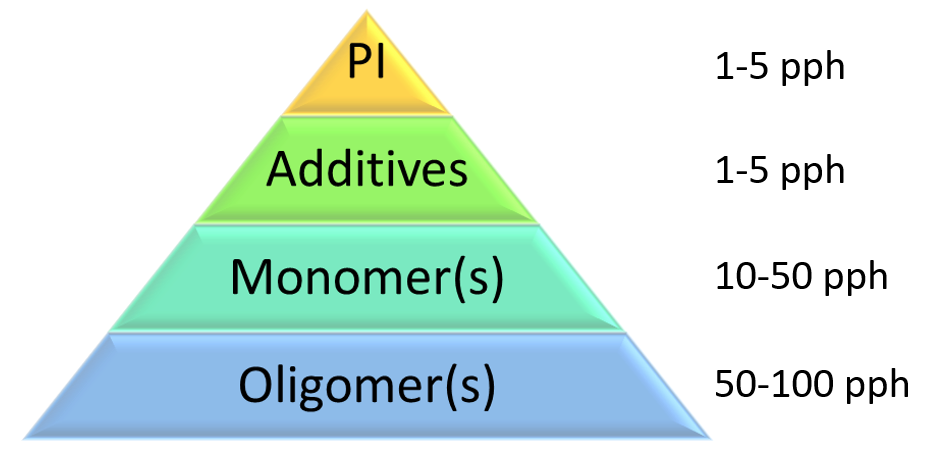 PI
1-5 pph
Additives
1-5 pph
Monomer(s)
10-50 pph
Oligomer(s)
50-100 pph